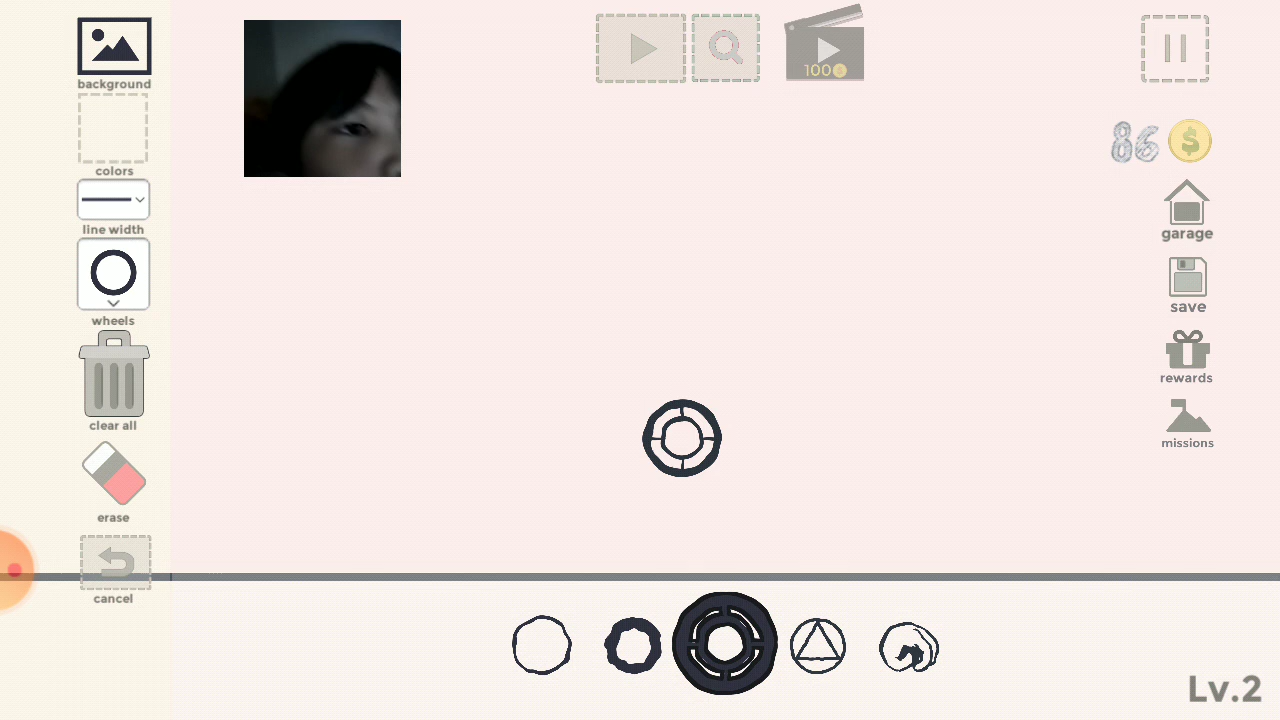 background
colors
line width
wheels
clear all
erase
cancel
100
86
garage
save
rewards
missions
Lv.2